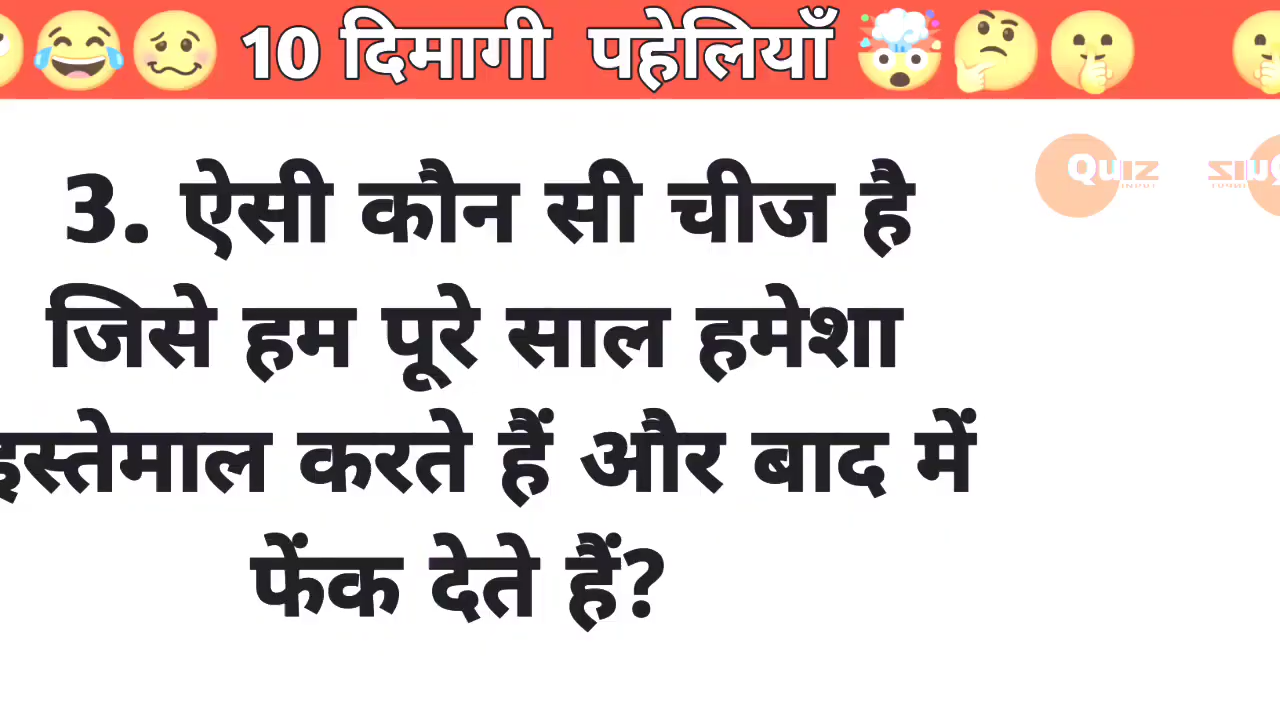 10 दिमागी पहेलियाँ
Quiz
3. ऐसी कौन सी चीज है
जिसे हम पूरे साल हमेशा
इस्तेमाल करते हैं और बाद में
फेंक देते हैं?